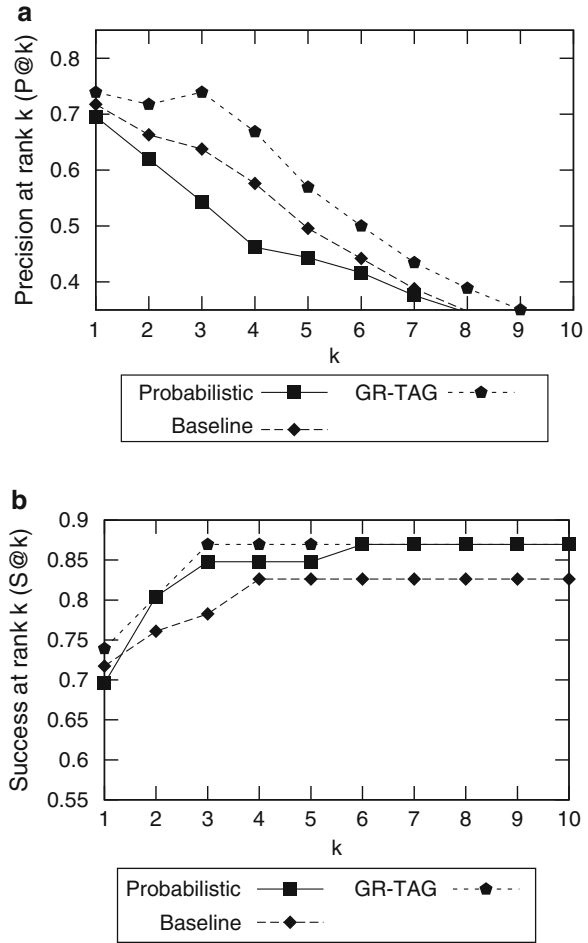 a
Precision at rank k (P@k)
0.8
0.7
0.6
0.5
0.4
1 2 3 4 5 6 7 8 9 10
k
Probabilistic GR-TAG
Baseline
b
Success at rank k (S@k)
0.9
0.85
0.8
0.75
0.7
0.65
0.6
0.55
1 2 3 4 5 6 7 8 9 10
k
Probabilistic GR-TAG
Baseline